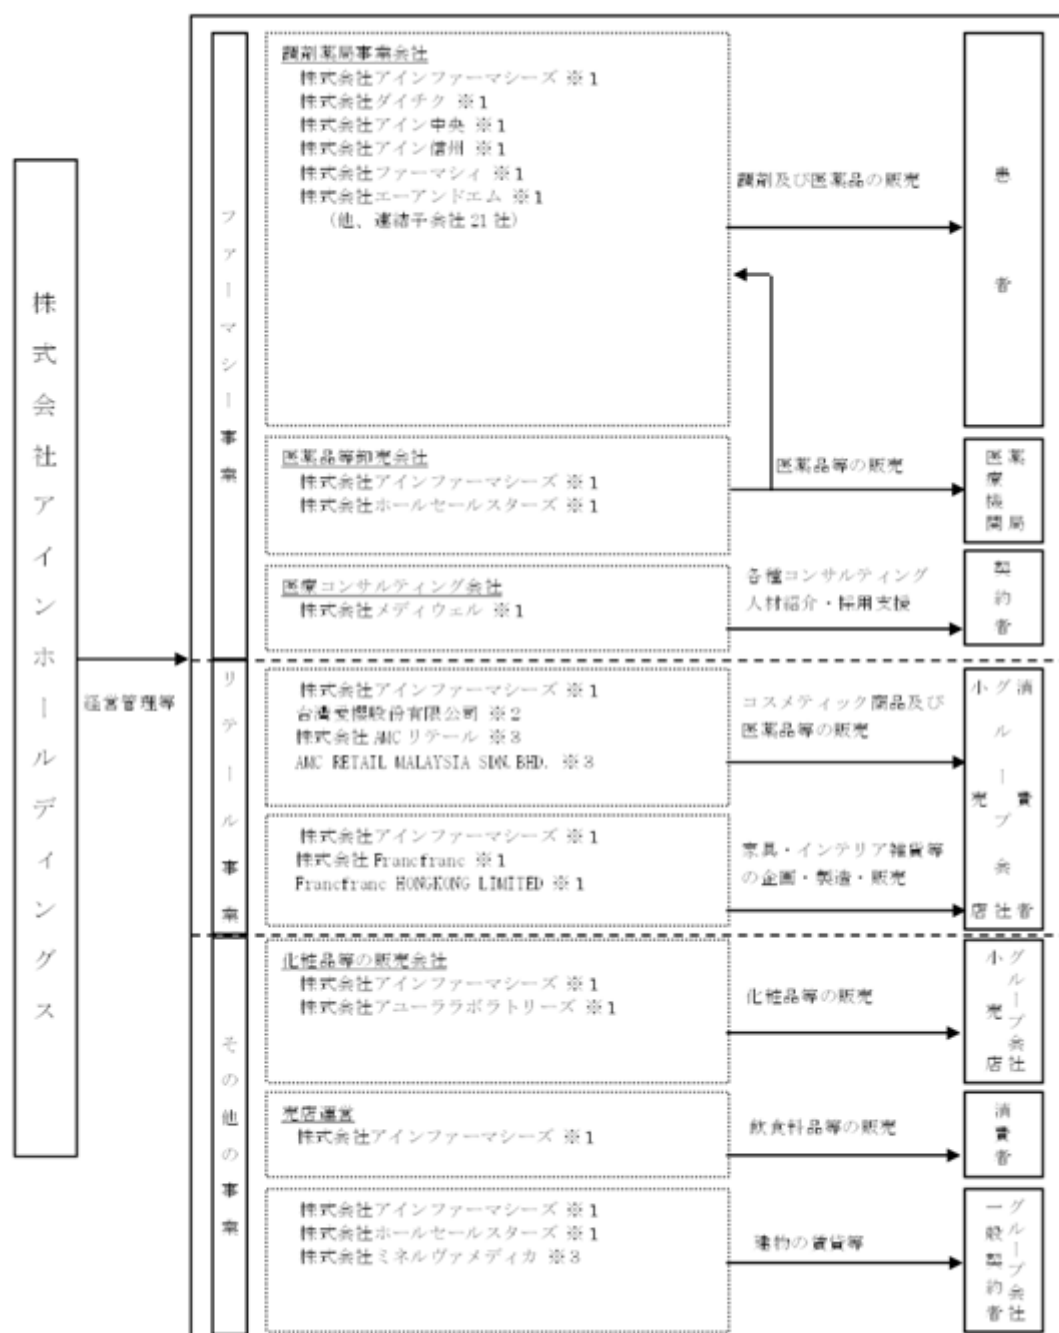 株式会社アインホールディングス
経営管理等
ファーマシー事業
調剤薬局事業会社
株式会社アインファーマシーズ ※1
株式会社ダイチク ※1
株式会社アイン中央 ※1
株式会社アイン信州 ※1
株式会社ファーマシィ ※1
株式会社エーアンドエム ※1
(他、連結子会社 21 社)
調剤及び医薬品の販売
患者
医薬品等卸売会社
株式会社アインファーマシーズ ※1
株式会社ホールセールスターズ ※1
医薬品等の販売
医療機関
薬局
医療コンサルティング会社
株式会社メディウェル ※1
各種コンサルティング
人材紹介・採用支援
契約者
リテール事業
株式会社アインファーマシーズ ※1
台灣愛櫻股份有限公司 ※2
株式会社 AMC リテール ※3
AMC RETAIL MALAYSIA SDN.BHD. ※3
コスメティック商品及び
医薬品等の販売
株式会社アインファーマシーズ ※1
株式会社 Francfranc ※1
Francfranc HONGKONG LIMITED ※1
家具・インテリア雑貨等
の企画・製造・販売
消費者
グループ会社
小売店
その他の事業
化粧品等の販売会社
株式会社アインファーマシーズ ※1
株式会社アユーララボラトリーズ ※1
化粧品等の販売
グループ会社
小売店
売店運営
株式会社アインファーマシーズ ※1
飲食料品等の販売
消費者
株式会社アインファーマシーズ ※1
株式会社ホールセールスターズ ※1
株式会社ミネルヴァメディカ ※3
建物の賃貸等
グループ会社
一般契約者